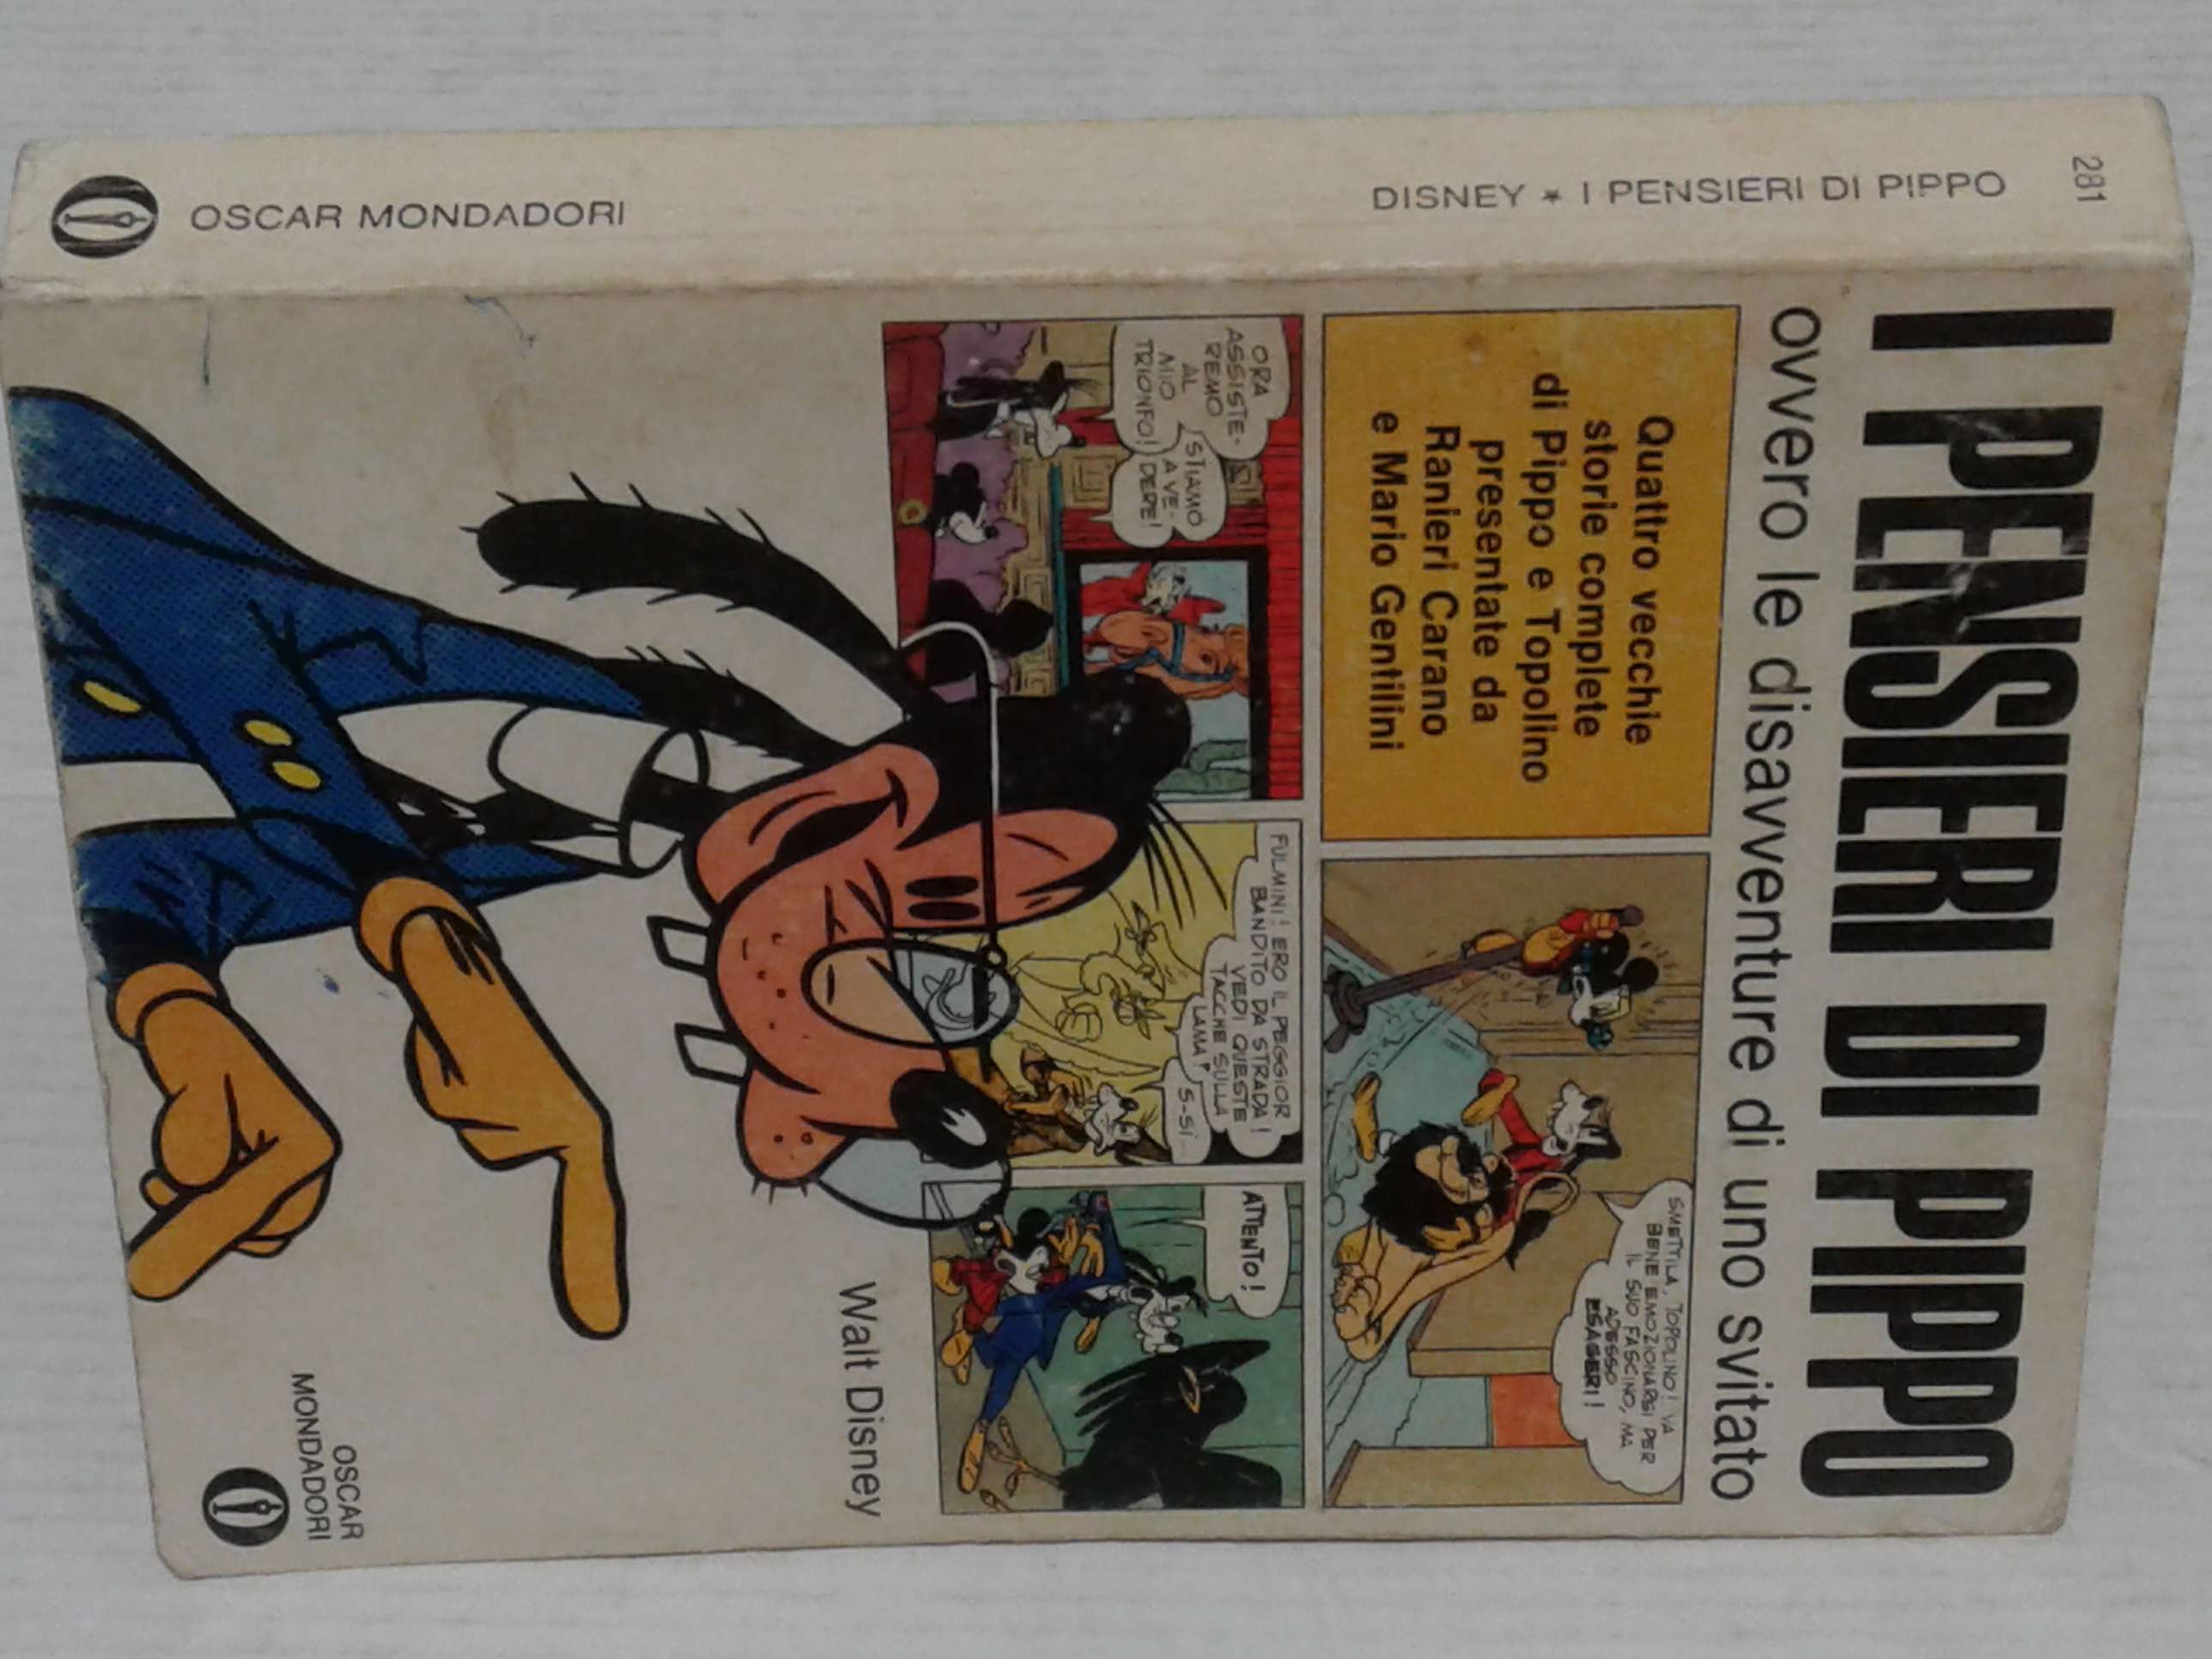 281
DISNEY * I PENSIERI DI PIPPO
OSCAR MONDADORI
I PENSIERI DI PIPPO
ovvero le disavventure di uno svitato
Quattro vecchie
storie complete
di Pippo e Topolino
presentate da
Ranieri Carano
e Mario Gentilini
SMETTILA, TOPOLINO! VA
BENE EMOZIONARSI PER
IL SUO FASCINO, MA
ADESSO
ESAGERI!
ORA
ASSISTE-
REMO
AL
MIO
TRIONFO!
STIAMO
A VE-
DERE!
FULMINI! ERO IL PEGGIOR
BANDITO DA STRADA!
VEDI QUESTE
TACCHE SULLA
LAMA?
S-SÌ...
ATTENTO!
Walt Disney
OSCAR
MONDADORI